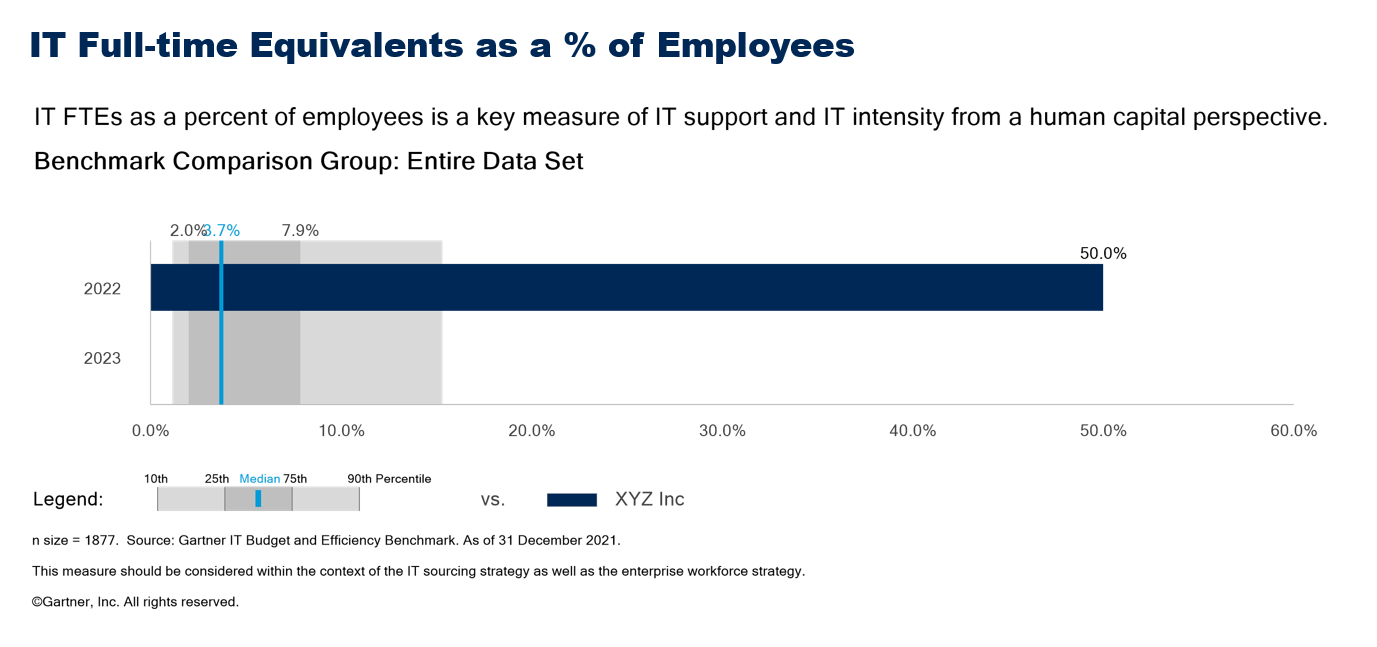 IT Full-time Equivalents as a % of Employees
IT FTEs as a percent of employees is a key measure of IT support and IT intensity from a human capital perspective.
Benchmark Comparison Group: Entire Data Set
2.0% 3.7% 7.9%
50.0%
2022
2023
0.0% 10.0% 20.0% 30.0% 40.0% 50.0% 60.0%
10th 25th Median 75th 90th Percentile
Legend: vs. XYZ Inc
n size = 1877.  Source: Gartner IT Budget and Efficiency Benchmark. As of 31 December 2021.
This measure should be considered within the context of the IT sourcing strategy as well as the enterprise workforce strategy.
©Gartner, Inc. All rights reserved.